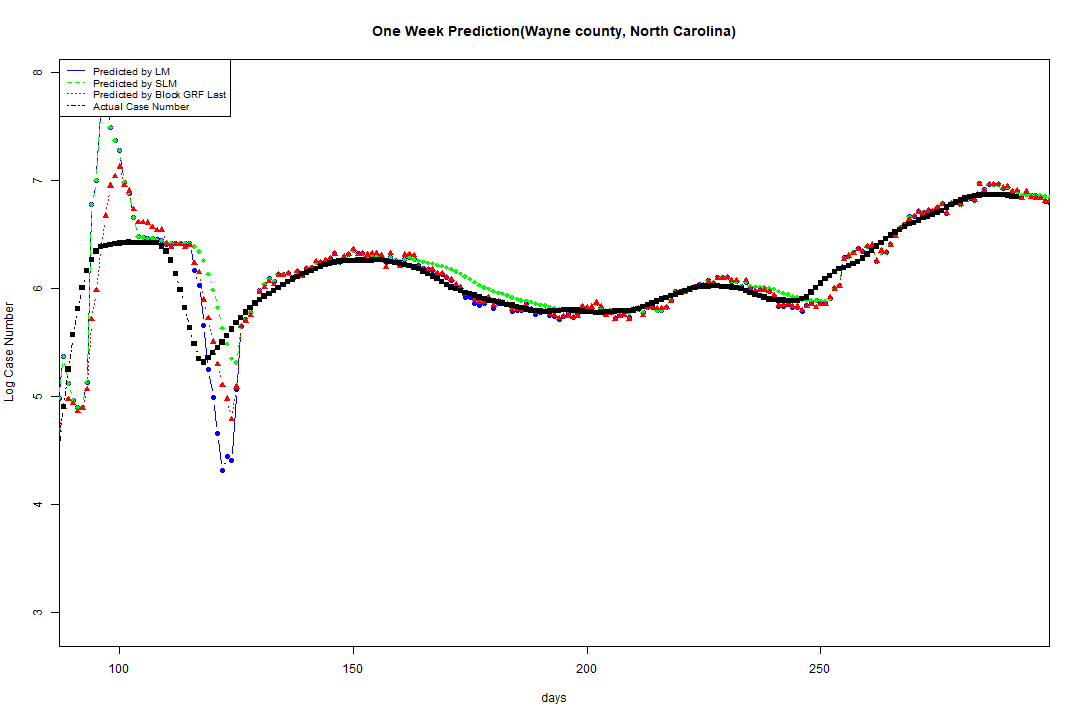 One Week Prediction(Wayne county, North Carolina)
Predicted by LM
Predicted by SLM
Predicted by Block GRF Last
Actual Case Number
8
7
6
5
4
3
Log Case Number
100 150 200 250
days